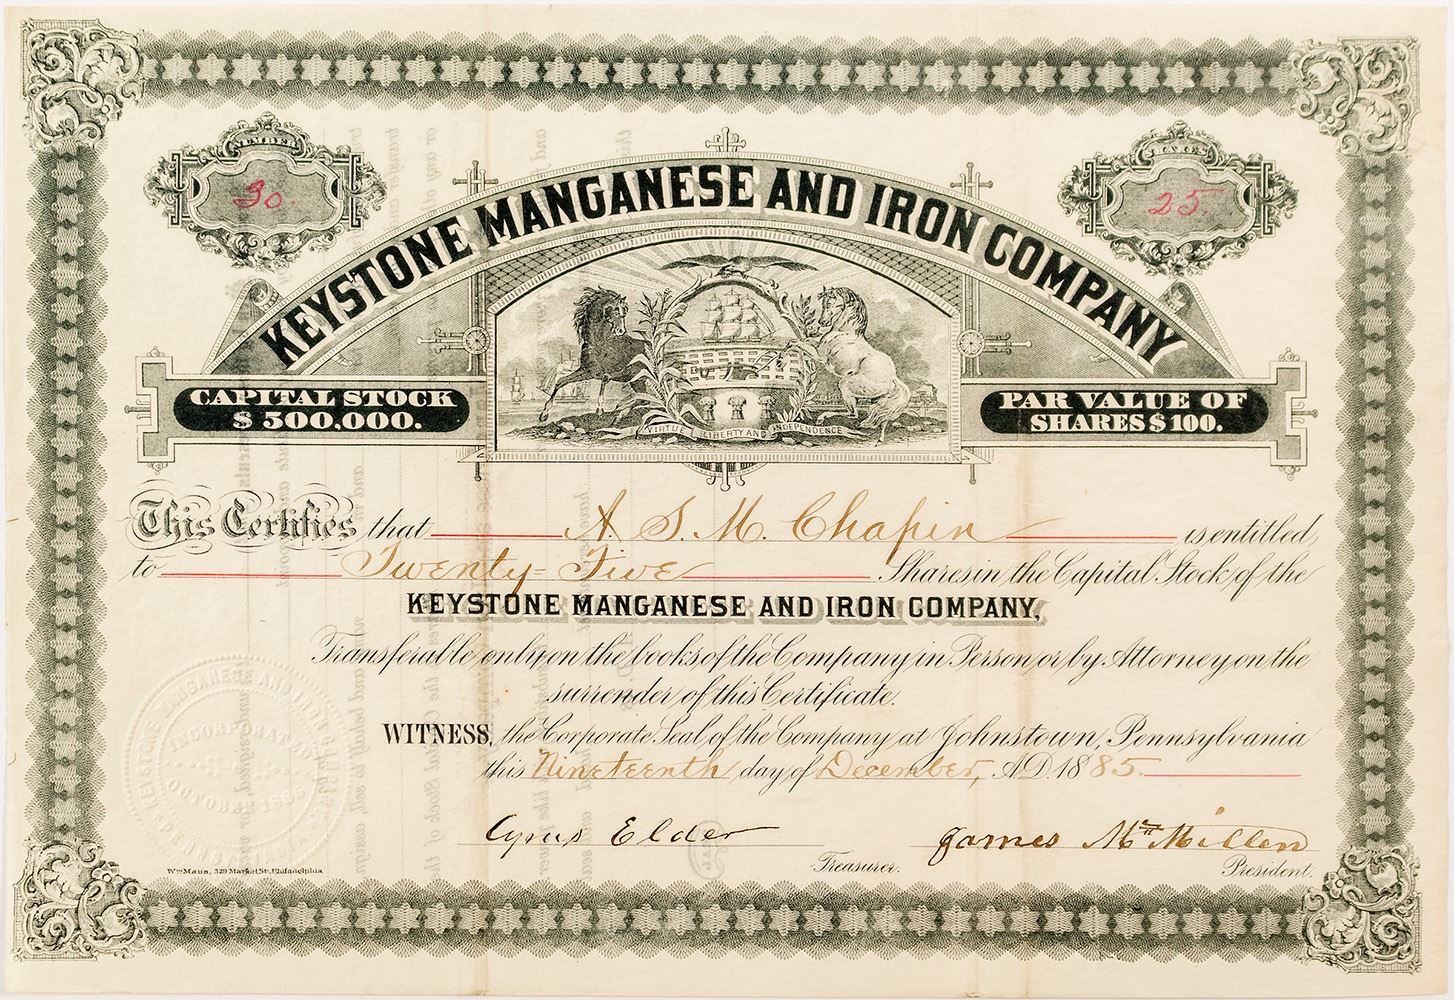 NUMBER
30.
SHARES
25.
KEYSTONE MANGANESE AND IRON COMPANY
CAPITAL STOCK
$500,000.
PAR VALUE OF
SHARES $100.
VIRTUE LIBERTY AND INDEPENDENCE
This Certifies that A. S. M. Chapin is entitled
to Twenty-Five Shares in the Capital Stock of the
KEYSTONE MANGANESE AND IRON COMPANY,
Transferable only on the books of the Company in Person or by Attorney on the
surrender of this Certificate.
WITNESS, the Corporate Seal of the Company at Johnstown, Pennsylvania
this Nineteenth day of December, A.D. 1885.
KEYSTONE MANGANESE AND IRON
INCORPORATED
OCTOBER 1885
PENNSYLVANIA
Cyrus Elder
Treasurer.
James McMillen
President.
Wm Mann, 529 Market St. Philadelphia